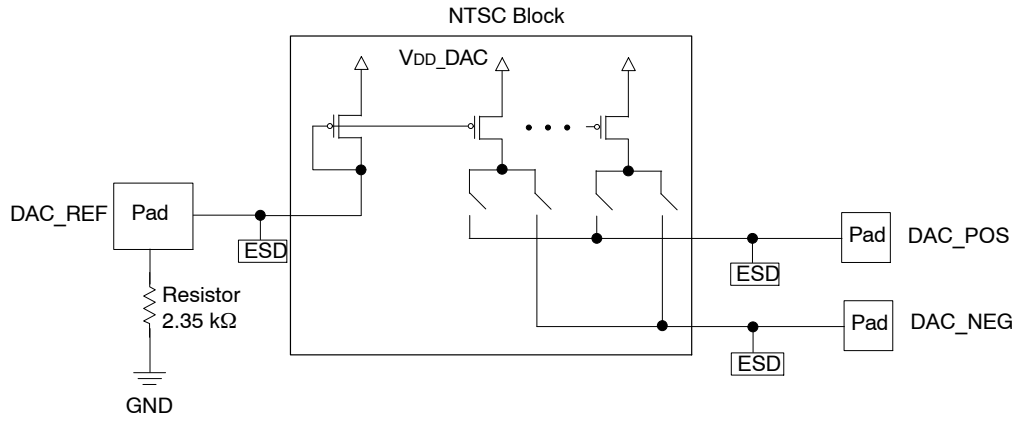 NTSC Block
VDD_DAC
DAC_REF
Pad
ESD
Resistor
2.35 kΩ
GND
Pad
DAC_POS
ESD
Pad
DAC_NEG
ESD